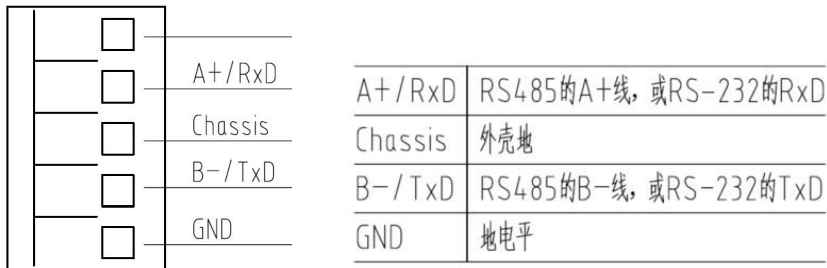 A+/RxD
Chassis
B-/TxD
GND
A+/RxD RS485的A+线，或RS-232的RxD
Chassis 外壳地
B-/TxD RS485的B-线，或RS-232的TxD
GND 地电平